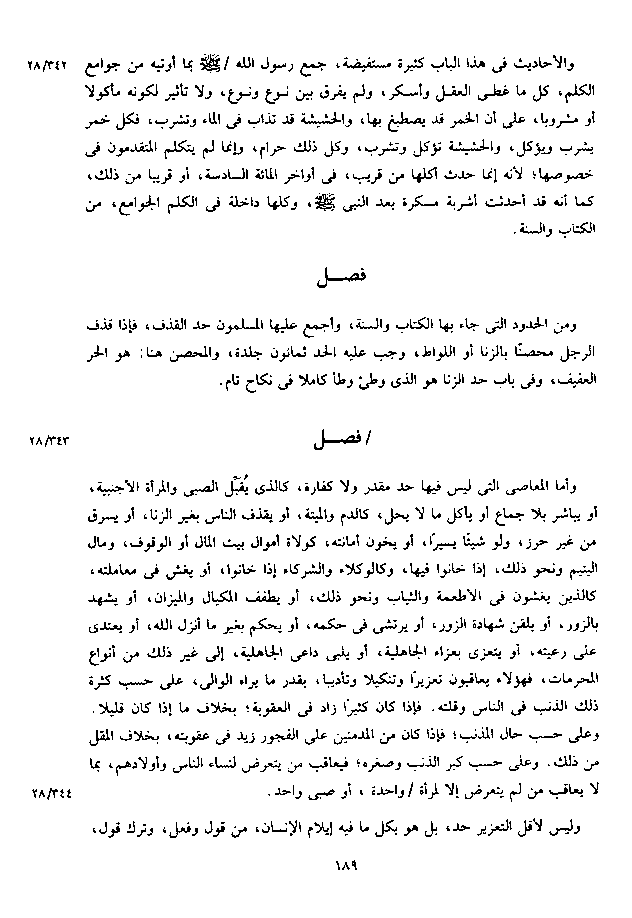 والأحاديث فى هذا الباب كثيرة مستفيضة، جمع رسول الله /ﷺ بما أوتيه من جوامع ٢٨/٣٤٢
الكلم، كل ما غطى العقل وأسكر، ولم يفرق بين نوع ونوع، ولا تأثير لكونه مأكولا
أو مشروبا، على أن الخمر قد يصطبغ بها، والحشيشة قد تذاب فى الماء وتشرب، فكل خمر
يشرب ويؤكل، والحشيشة تؤكل وتشرب، وكل ذلك حرام، وإنما لم يتكلم المتقدمون فى
خصوصها؛ لأنه إنما حدث أكلها من قريب، فى أواخر المائة السادسة، أو قريبا من ذلك،
كما أنه قد أحدثت أشربة مسكرة بعد النبى ﷺ، وكلها داخلة فى الكلم الجوامع، من
الكتاب والسنة.
فصل
ومن الحدود التى جاء بها الكتاب والسنة، وأجمع عليها المسلمون حد القذف، فإذا قذف
الرجل محصنًا بالزنا أو اللواط، وجب عليه الحد ثمانون جلدة، والمحصن هنا: هو الحر
العفيف، وفى باب حد الزنا هو الذى وطئ وطأ كاملا فى نكاح تام.
/ فصل ٢٨/٣٤٣
وأما المعاصى التى ليس فيها حد مقدر ولا كفارة، كالذى يُقَبِّل الصبى والمرأة الأجنبية،
أو يباشر بلا جماع أو يأكل ما لا يحل، كالدم والميتة، أو يقذف الناس بغير الزنا، أو يسرق
من غير حرز، ولو شيئًا يسيرًا، أو يخون أمانته، كولاة أموال بيت المال أو الوقوف، ومال
اليتيم ونحو ذلك، إذا خانوا فيها، وكالوكلاء والشركاء إذا خانوا، أو يغش فى معاملته،
كالذين يغشون فى الأطعمة والثياب ونحو ذلك، أو يطفف المكيال والميزان، أو يشهد
بالزور، أو يلقن شهادة الزور، أو يرتشى فى حكمه، أو يحكم بغير ما أنزل الله، أو يعتدى
على رعيته، أو يتعزى بعزاء الجاهلية، أو يلبى داعى الجاهلية، إلى غير ذلك من أنواع
المحرمات، فهؤلاء يعاقبون تعزيرًا وتنكيلا وتأديبا، بقدر ما يراه الوالى، على حسب كثرة
ذلك الذنب فى الناس وقلته. فإذا كان كثيرًا زاد فى العقوبة؛ بخلاف ما إذا كان قليلا.
وعلى حسب حال المذنب؛ فإذا كان من المدمنين على الفجور زيد فى عقوبته، بخلاف المقل
من ذلك. وعلى حسب كبر الذنب وصغره؛ فيعاقب من يتعرض لنساء الناس وأولادهم، بما
لا يعاقب من لم يتعرض إلا لمرأة /واحدة ، أو صبى واحد. ٢٨/٣٤٤
وليس لأقل التعزير حد، بل هو بكل ما فيه إيلام الإنسان، من قول وفعل، وترك قول،
١٨٩